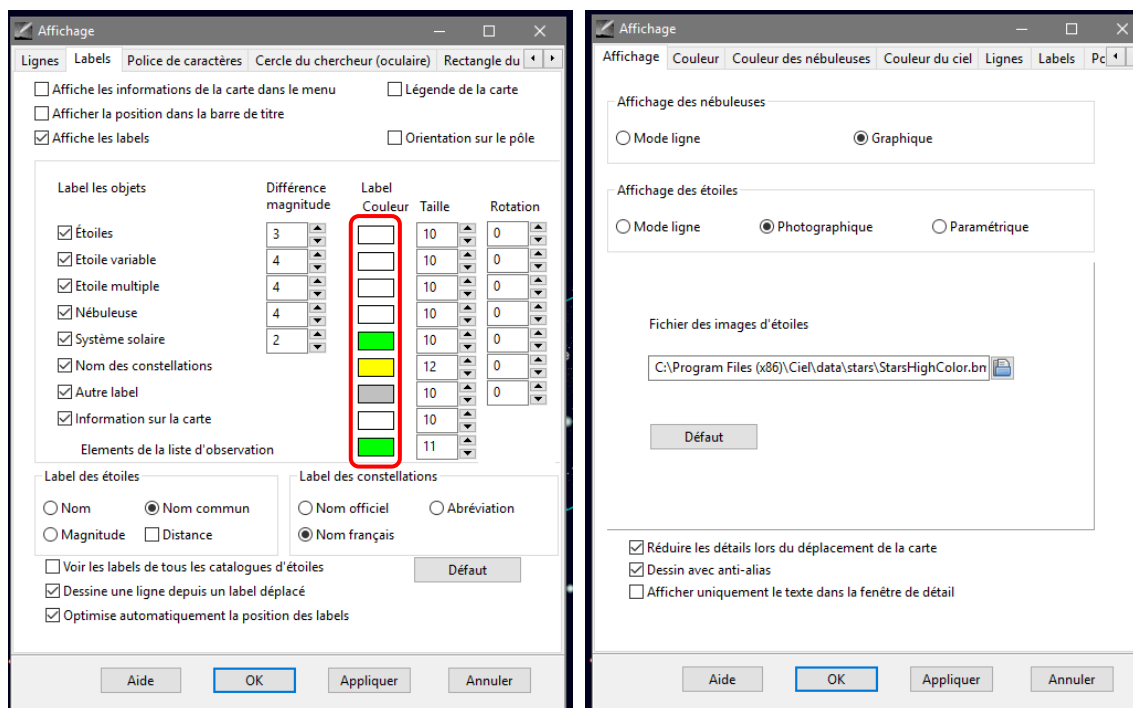 Affichage
Lignes Labels Police de caractères Cercle du chercheur (oculaire) Rectangle du
Affiche les informations de la carte dans le menu Légende de la carte
Afficher la position dans la barre de titre
Affiche les labels Orientation sur le pôle
Label les objets Différence magnitude Label Couleur Taille Rotation
Étoiles 3 10 0
Etoile variable 4 10 0
Etoile multiple 4 10 0
Nébuleuse 4 10 0
Système solaire 2 10 0
Nom des constellations 12 0
Autre label 10 0
Information sur la carte 10
Elements de la liste d'observation 11
Label des étoiles Label des constellations
Nom Nom commun Nom officiel Abréviation
Magnitude Distance Nom français
Voir les labels de tous les catalogues d'étoiles Défaut
Dessine une ligne depuis un label déplacé
Optimise automatiquement la position des labels
Aide OK Appliquer Annuler
Affichage
Affichage Couleur Couleur des nébuleuses Couleur du ciel Lignes Labels Pc
Affichage des nébuleuses
Mode ligne Graphique
Affichage des étoiles
Mode ligne Photographique Paramétrique
Fichier des images d'étoiles
C:\Program Files (x86)\Ciel\data\stars\StarsHighColor.bm
Défaut
Réduire les détails lors du déplacement de la carte
Dessin avec anti-alias
Afficher uniquement le texte dans la fenêtre de détail
Aide OK Appliquer Annuler